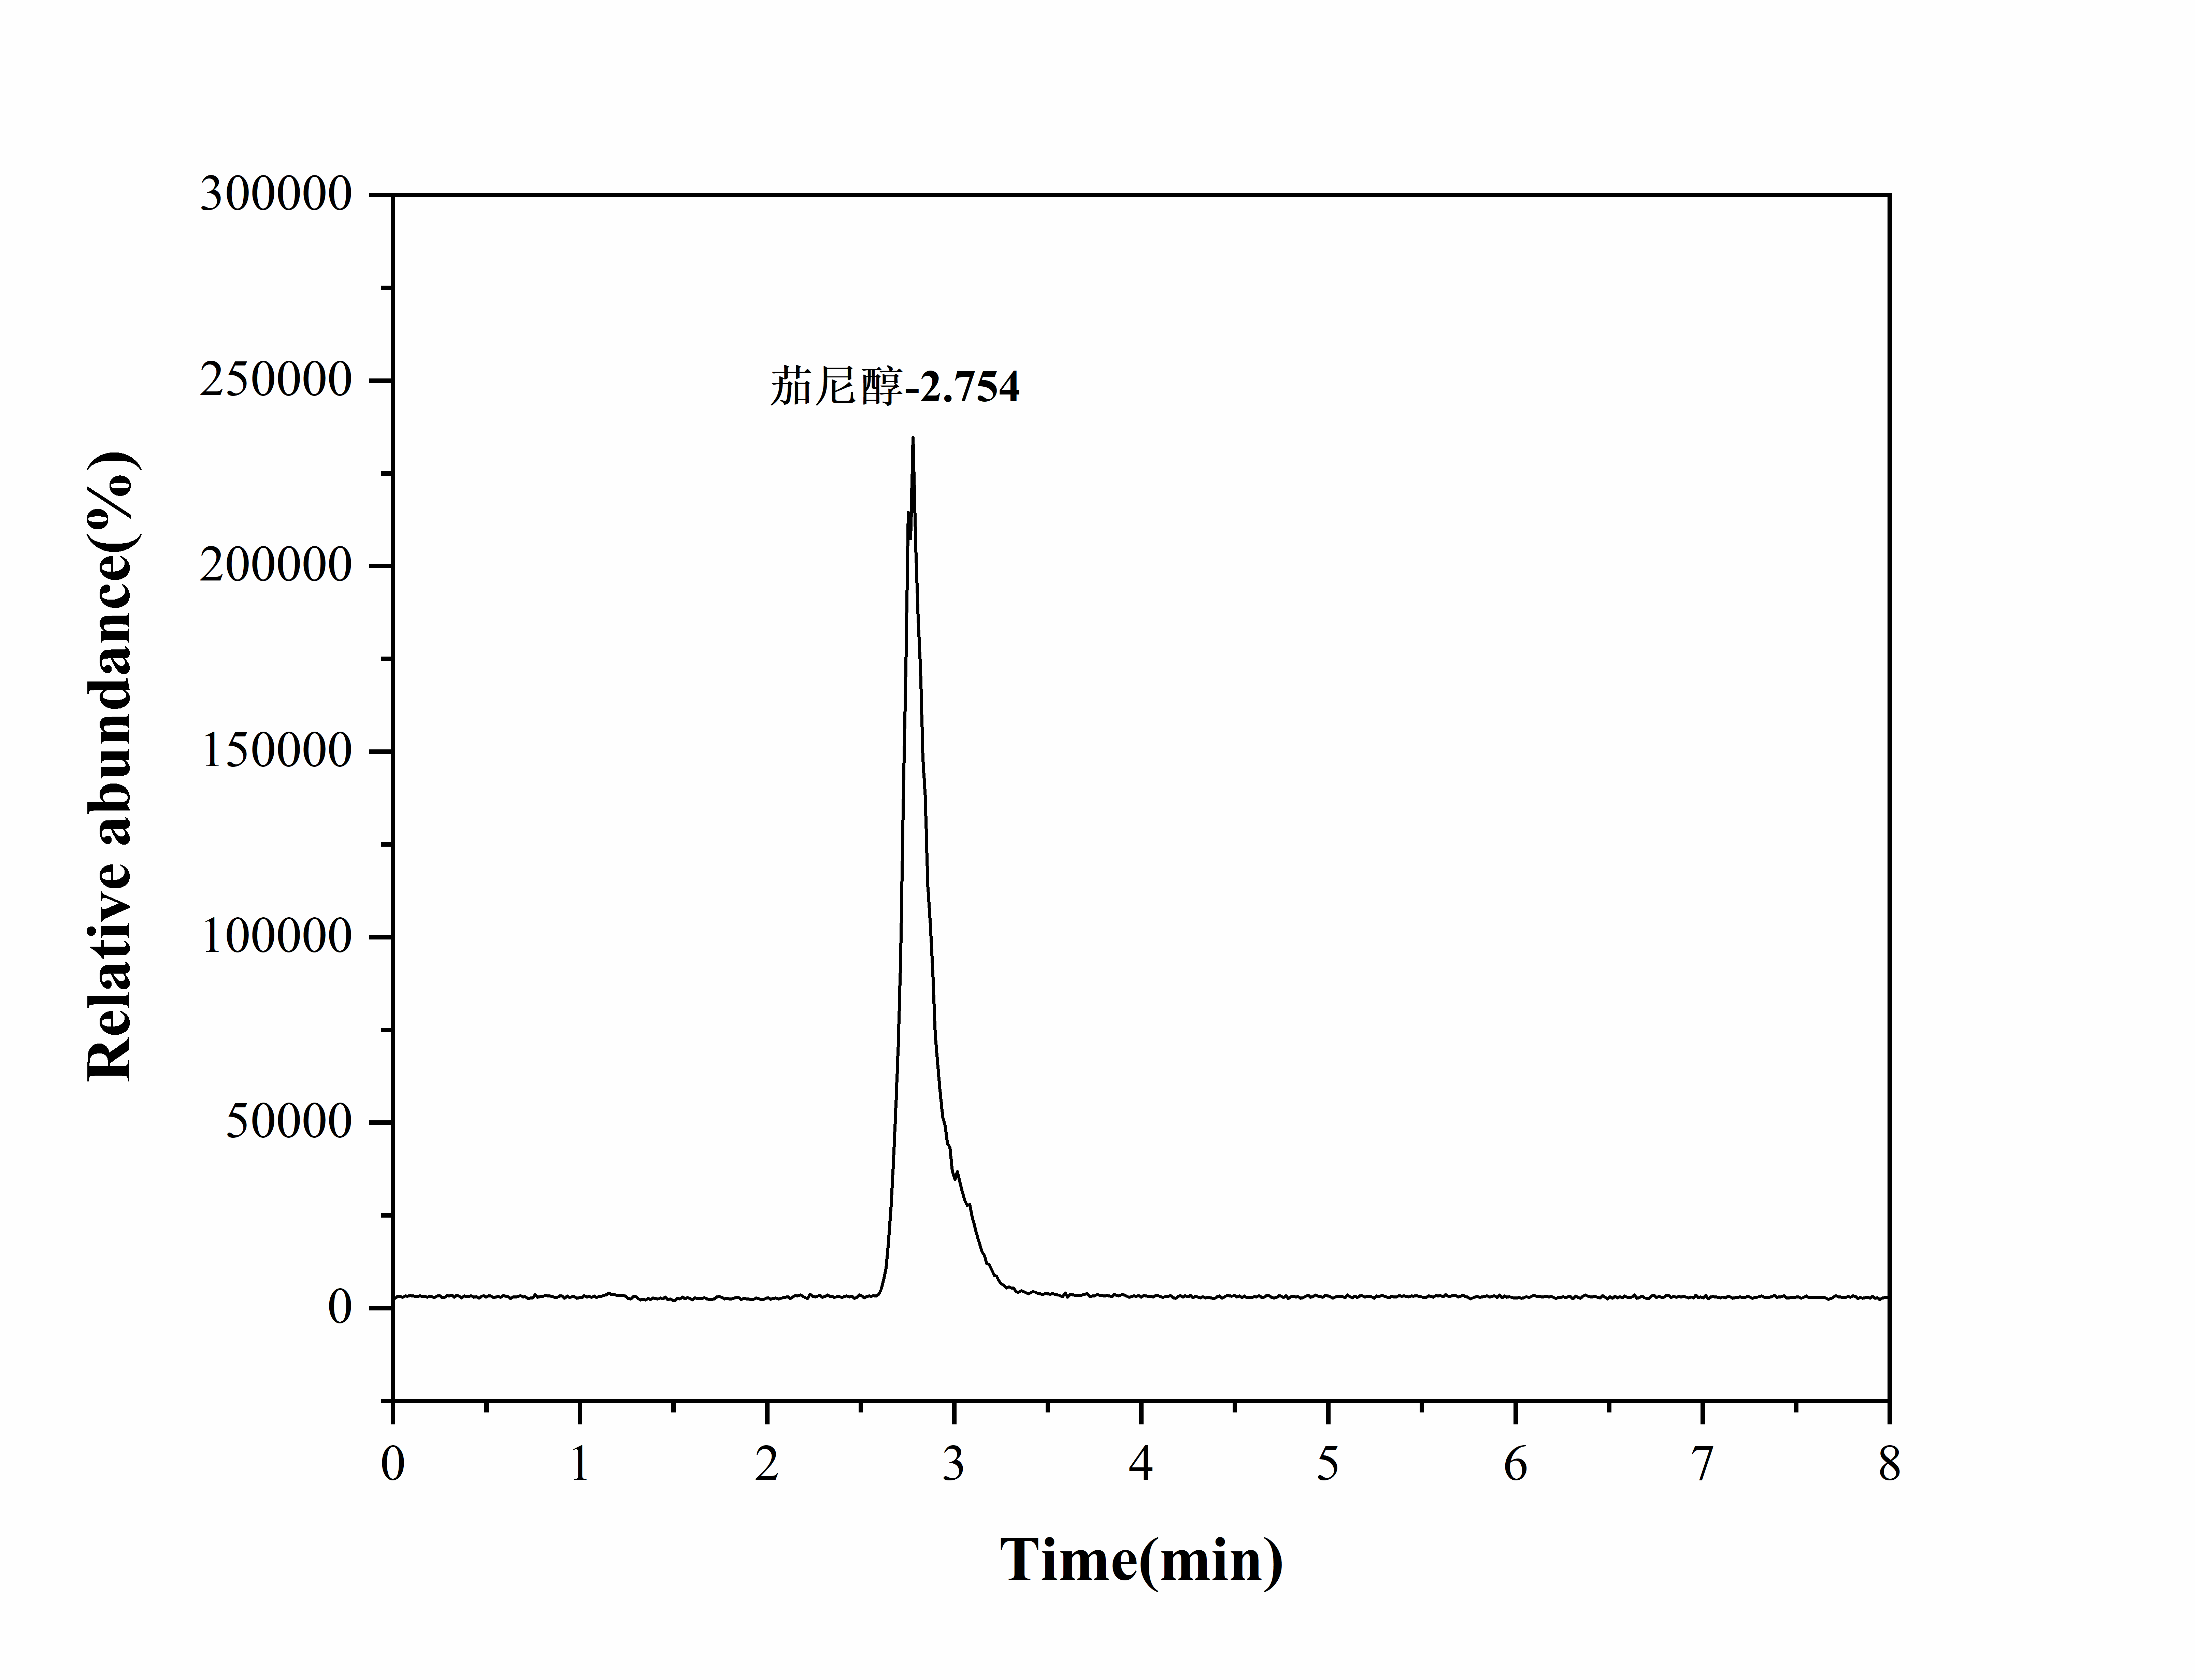 300000
250000
200000
150000
100000
50000
0
Relative abundance(%)
茄尼醇-2.754
0 1 2 3 4 5 6 7 8
Time(min)